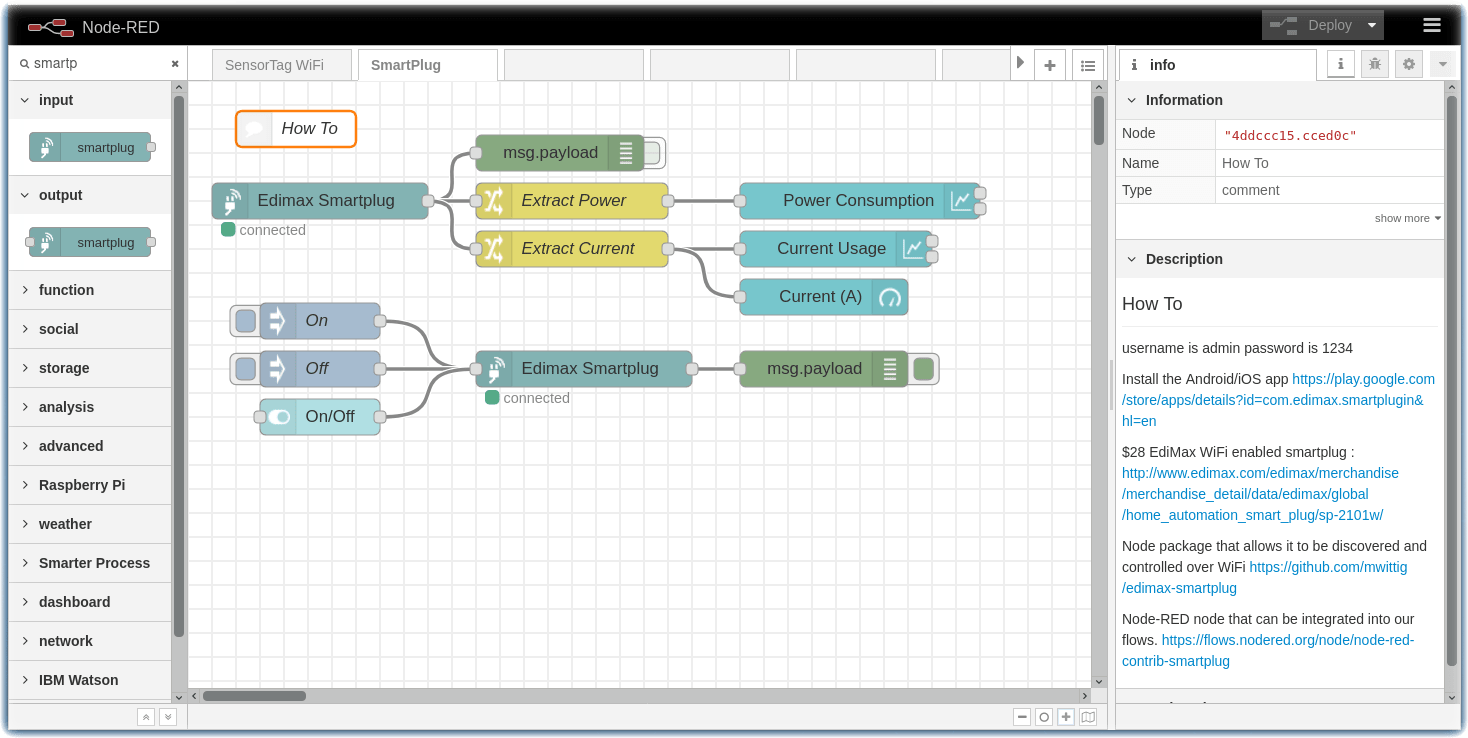 Node-RED
Deploy
smartp
input
smartplug
output
smartplug
function
social
storage
analysis
advanced
Raspberry Pi
weather
Smarter Process
dashboard
network
IBM Watson
SensorTag WiFi
SmartPlug
How To
msg.payload
Edimax Smartplug
connected
Extract Power
Power Consumption
Extract Current
Current Usage
Current (A)
On
Off
On/Off
Edimax Smartplug
connected
msg.payload
info
Information
Node
"4ddccc15.cced0c"
Name
How To
Type
comment
show more
Description
How To
username is admin password is 1234
Install the Android/iOS app https://play.google.com
/store/apps/details?id=com.edimax.smartplugin&
hl=en
$28 EdiMax WiFi enabled smartplug :
http://www.edimax.com/edimax/merchandise
/merchandise_detail/data/edimax/global
/home_automation_smart_plug/sp-2101w/
Node package that allows it to be discovered and
controlled over WiFi https://github.com/mwittig
/edimax-smartplug
Node-RED node that can be integrated into our
flows. https://flows.nodered.org/node/node-red-
contrib-smartplug